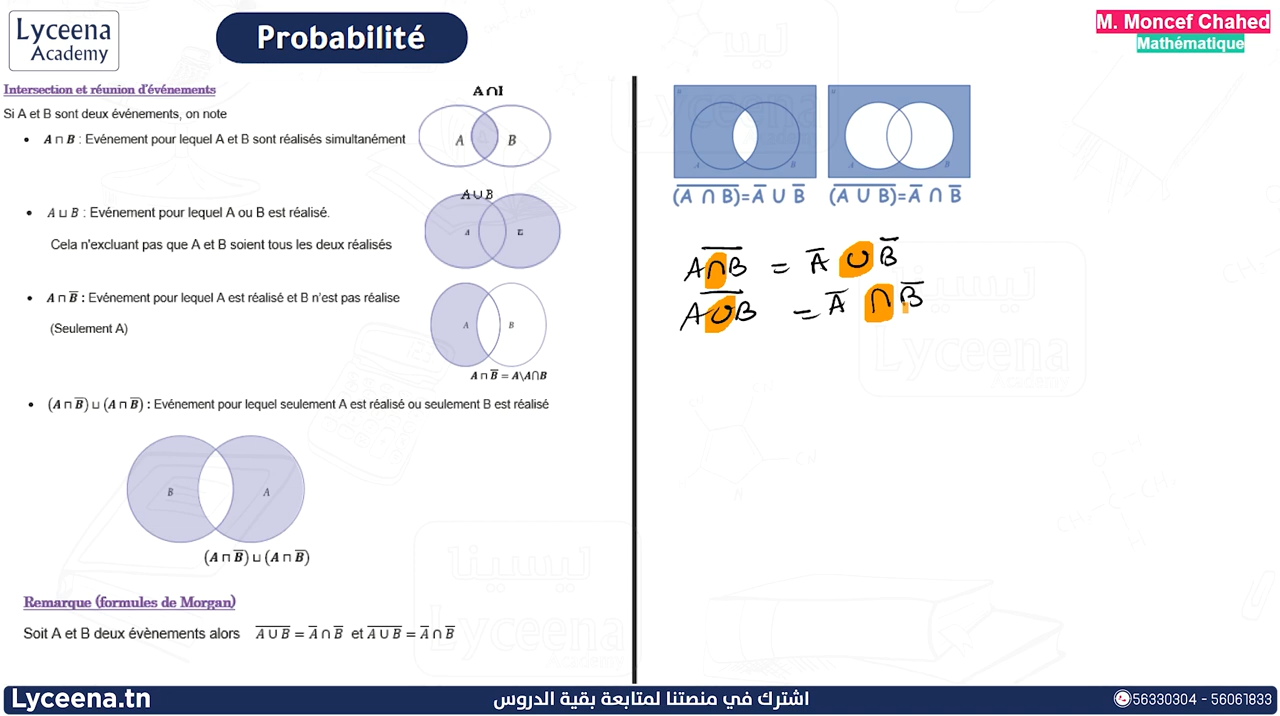 Lyceena
Academy
Probabilité
M. Moncef Chahed
Mathématique
Intersection et réunion d'événements
Si A et B sont deux événements, on note
• A ⊓ B : Evénement pour lequel A et B sont réalisés simultanément
A ∩ B
A B
• A ⊔ B : Evénement pour lequel A ou B est réalisé.
Cela n'excluant pas que A et B soient tous les deux réalisés
A ∪ B
A B
• A ⊓ B̅ : Evénement pour lequel A est réalisé et B n'est pas réalise
(Seulement A)
A B
A ⊓ B̅ = A\A∩B
• (A ⊓ B̅) ⊔ (A ⊓ B̅) : Evénement pour lequel seulement A est réalisé ou seulement B est réalisé
B A
(A ⊓ B̅) ⊔ (A ⊓ B̅)
Remarque (formules de Morgan)
Soit A et B deux évènements alors A̅ ̅∪̅ ̅B̅ = A̅ ∩ B̅ et A̅ ̅∪̅ ̅B̅ = A̅ ∩ B̅
A B
(A̅ ̅∩̅ ̅B̅)= A̅ ∪ B̅
A B
(A̅ ̅∪̅ ̅B̅)= A̅ ∩ B̅
A̅∩̅B̅ = A̅ ∪ B̅
A̅∪̅B̅ = A̅ ∩ B̅
لسينا
Lyceena
Academy
Lyceena.tn
اشترك في منصتنا لمتابعة بقية الدروس
56330304 - 56061833